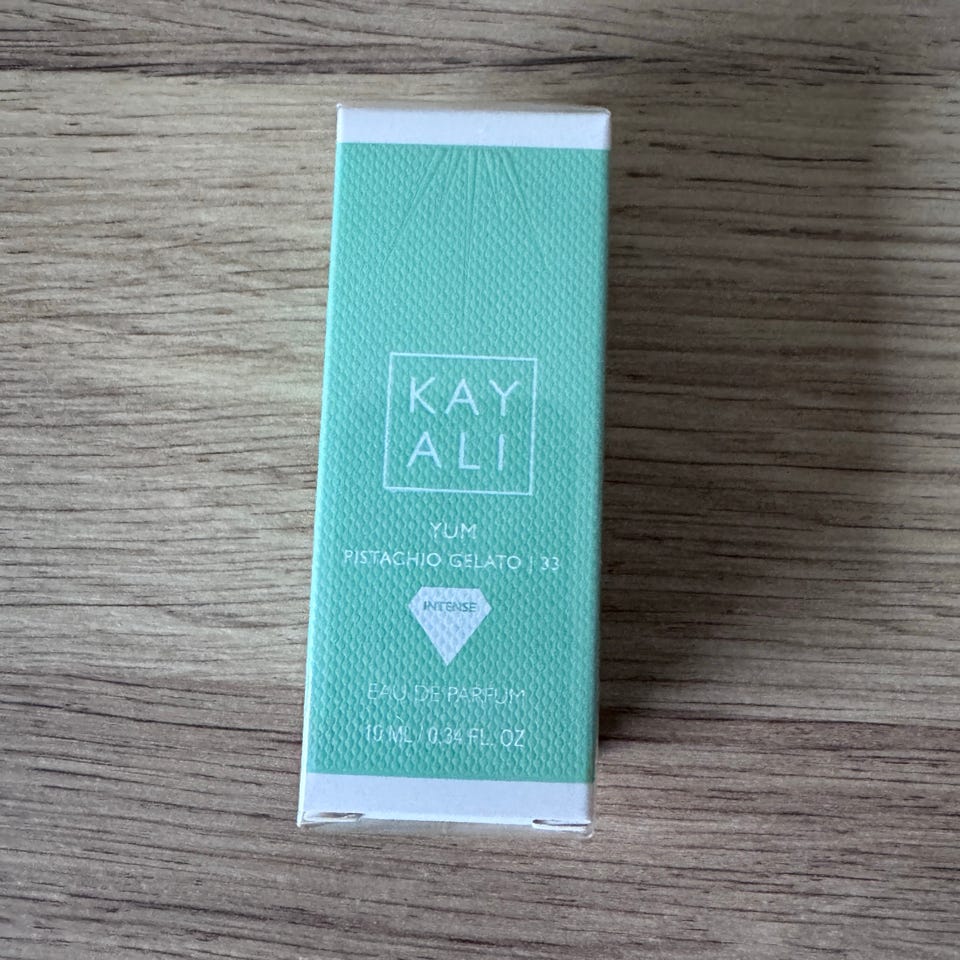 KAY
ALI
YUM
PISTACHIO GELATO | 33
INTENSE
EAU DE PARFUM
10 ML / 0.34 FL. OZ